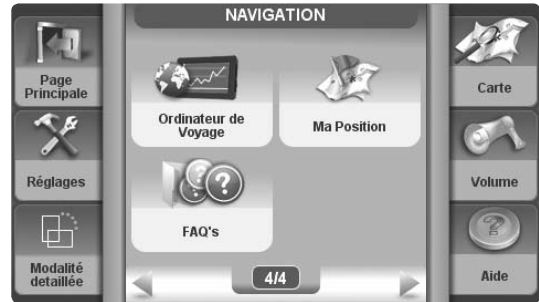 NAVIGATION
Page
Principale
Réglages
Modalité
detaillée
Ordinateur de
Voyage
Ma Position
FAQ's
4/4
Carte
Volume
Aide